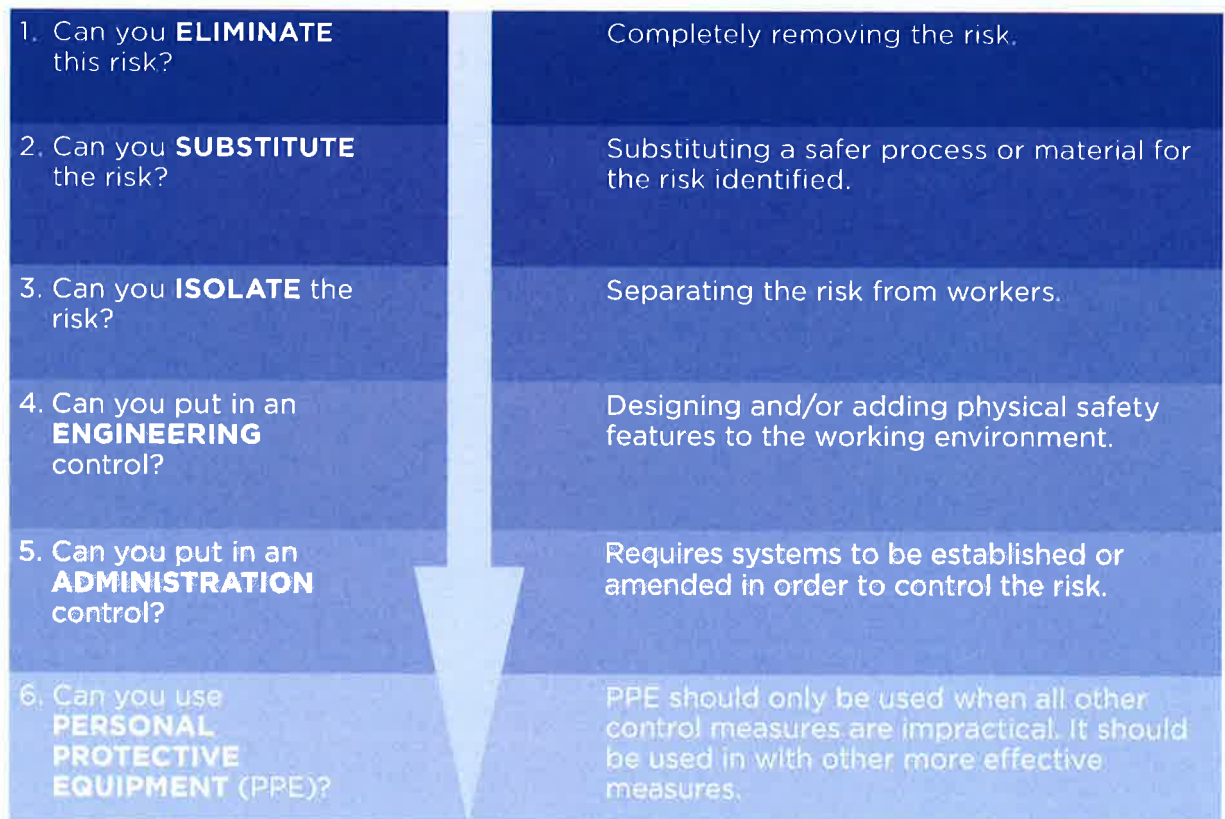 1. Can you ELIMINATE
this risk?
Completely removing the risk.
2. Can you SUBSTITUTE
the risk?
Substituting a safer process or material for
the risk identified.
3. Can you ISOLATE the
risk?
Separating the risk from workers.
4. Can you put in an
ENGINEERING
control?
Designing and/or adding physical safety
features to the working environment.
5. Can you put in an
ADMINISTRATION
control?
Requires systems to be established or
amended in order to control the risk.
6. Can you use
PERSONAL
PROTECTIVE
EQUIPMENT (PPE)?
PPE should only be used when all other
control measures are impractical. It should
be used in with other more effective
measures.